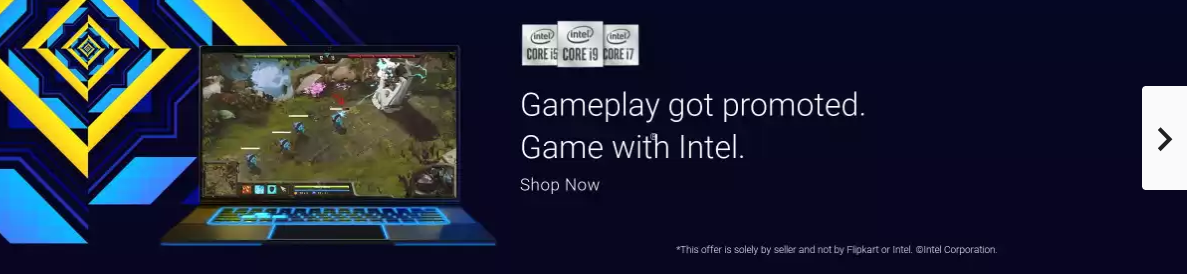 intel intel intel
CORE i5 CORE i9 CORE i7
Gameplay got promoted.
Game with Intel.
Shop Now
*This offer is solely by seller and not by Flipkart or Intel. ©Intel Corporation.